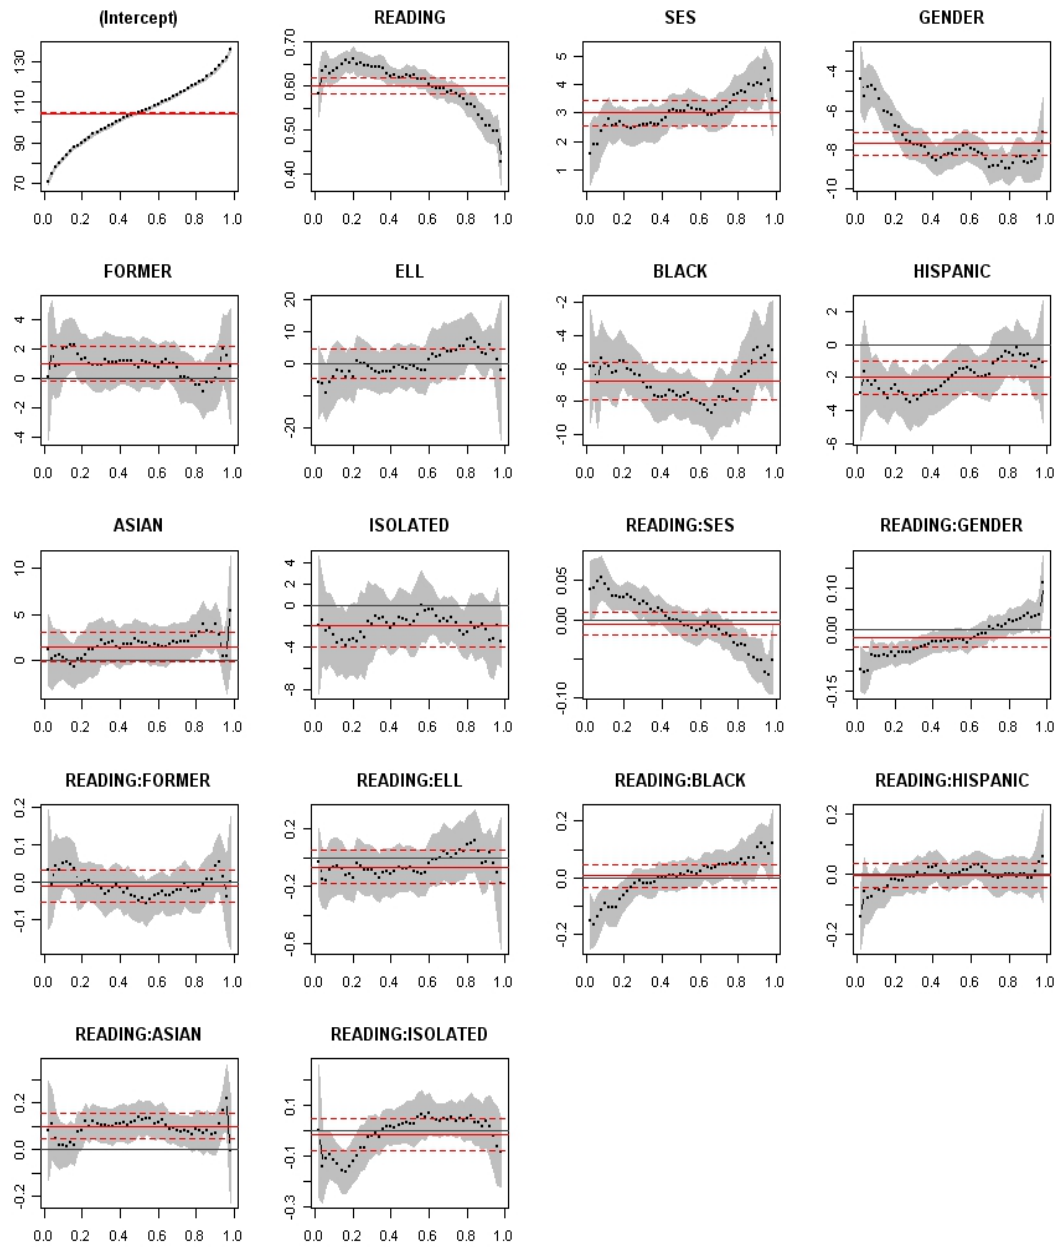 (Intercept) READING SES GENDER
70 90 110 130
0.40 0.50 0.60 0.70
1 2 3 4 5
-10 -8 -6 -4
0.0 0.2 0.4 0.6 0.8 1.0 0.0 0.2 0.4 0.6 0.8 1.0 0.0 0.2 0.4 0.6 0.8 1.0 0.0 0.2 0.4 0.6 0.8 1.0
FORMER ELL BLACK HISPANIC
-4 -2 0 2 4
-20 0 10 20
-10 -8 -6 -4 -2
-6 -4 -2 0 2
0.0 0.2 0.4 0.6 0.8 1.0 0.0 0.2 0.4 0.6 0.8 1.0 0.0 0.2 0.4 0.6 0.8 1.0 0.0 0.2 0.4 0.6 0.8 1.0
ASIAN ISOLATED READING:SES READING:GENDER
0 5 10
-8 -4 0 2 4
-0.10 0.00 0.05
-0.15 0.00 0.10
0.0 0.2 0.4 0.6 0.8 1.0 0.0 0.2 0.4 0.6 0.8 1.0 0.0 0.2 0.4 0.6 0.8 1.0 0.0 0.2 0.4 0.6 0.8 1.0
READING:FORMER READING:ELL READING:BLACK READING:HISPANIC
-0.1 0.0 0.1 0.2
-0.6 -0.2 0.0 0.2
-0.2 0.0 0.2
-0.2 0.0 0.2
0.0 0.2 0.4 0.6 0.8 1.0 0.0 0.2 0.4 0.6 0.8 1.0 0.0 0.2 0.4 0.6 0.8 1.0 0.0 0.2 0.4 0.6 0.8 1.0
READING:ASIAN READING:ISOLATED
-0.2 0.0 0.2
-0.3 -0.1 0.1
0.0 0.2 0.4 0.6 0.8 1.0 0.0 0.2 0.4 0.6 0.8 1.0